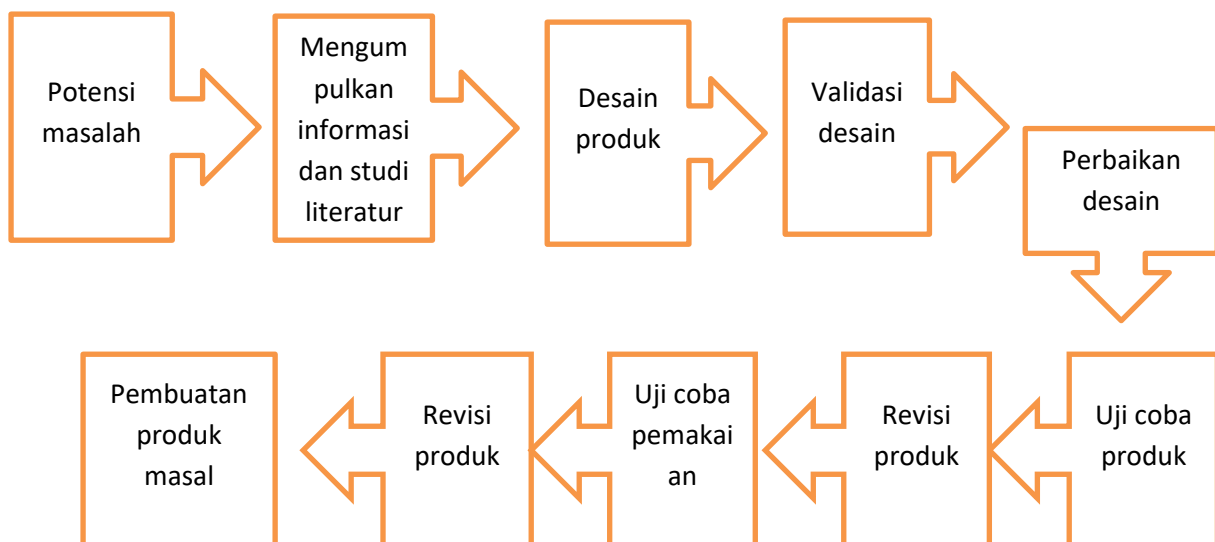 Potensi
masalah
Mengum
pulkan
informasi
dan studi
literatur
Desain
produk
Validasi
desain
Perbaikan
desain
Uji coba
produk
Revisi
produk
Uji coba
pemakai
an
Revisi
produk
Pembuatan
produk
masal